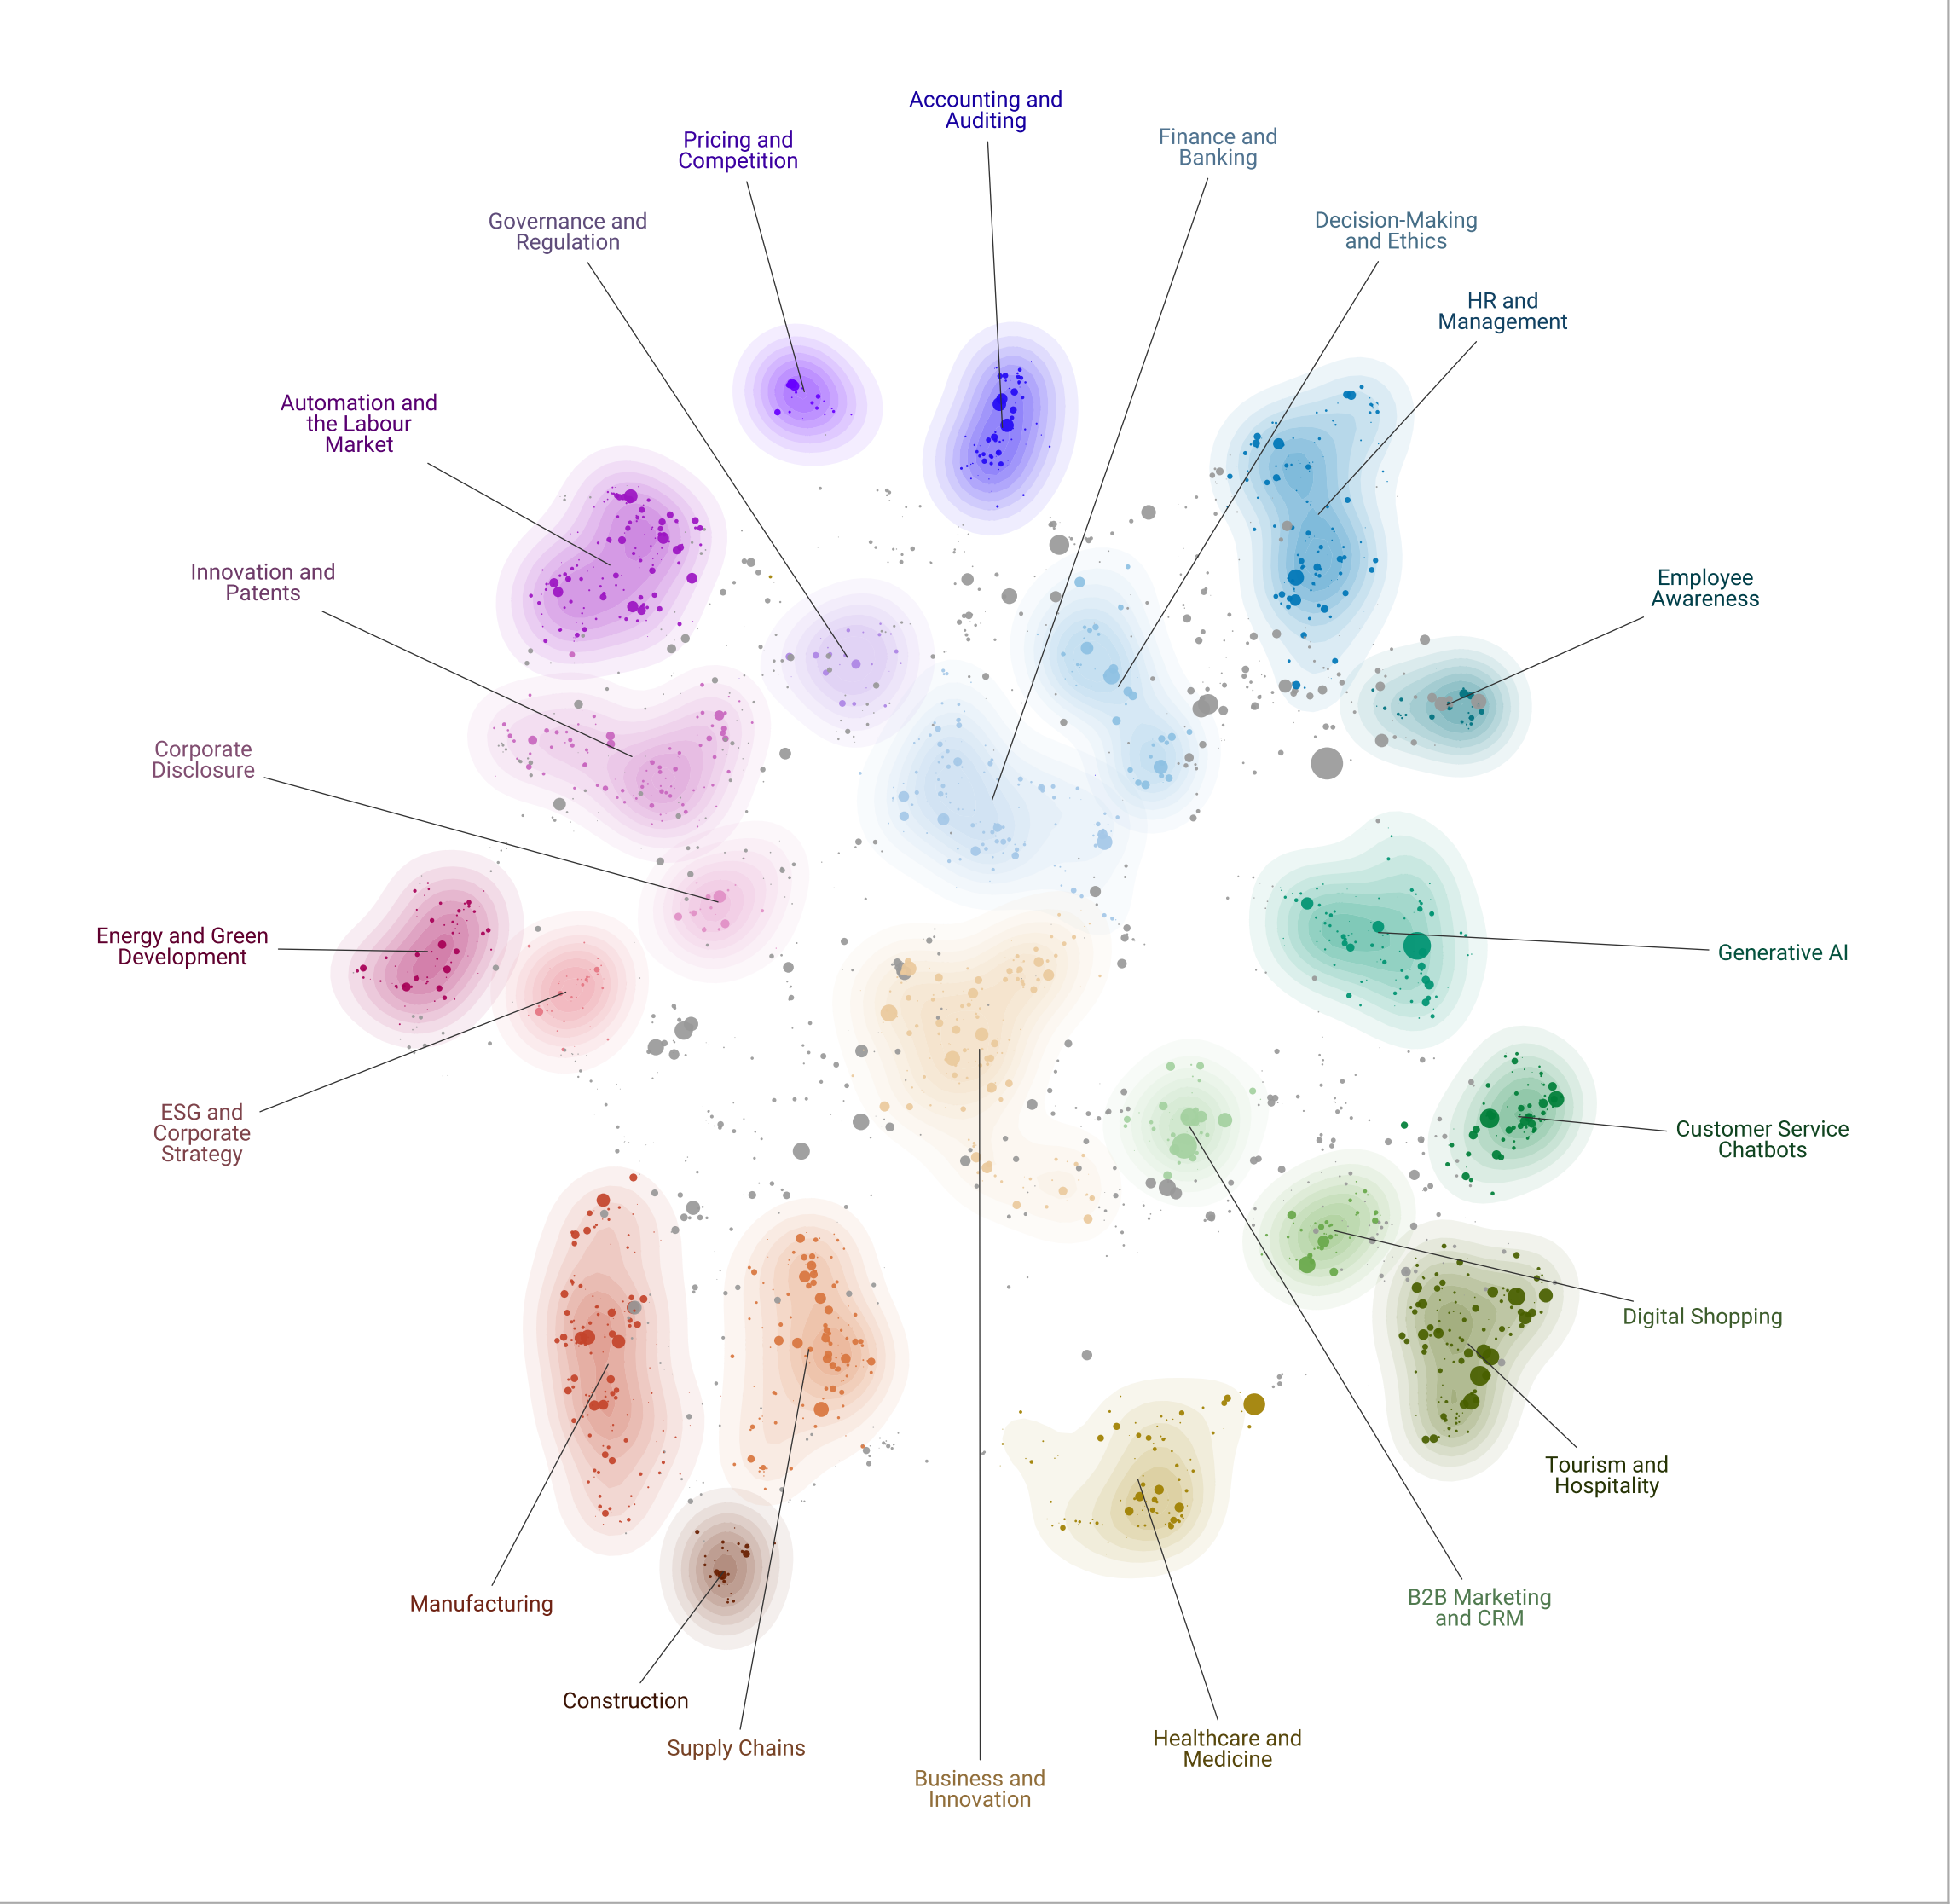 Accounting and
Auditing
Pricing and
Competition
Finance and
Banking
Governance and
Regulation
Decision-Making
and Ethics
HR and
Management
Automation and
the Labour
Market
Innovation and
Patents
Employee
Awareness
Corporate
Disclosure
Energy and Green
Development
Generative AI
ESG and
Corporate
Strategy
Customer Service
Chatbots
Digital Shopping
Tourism and
Hospitality
Manufacturing
B2B Marketing
and CRM
Construction
Supply Chains
Healthcare and
Medicine
Business and
Innovation